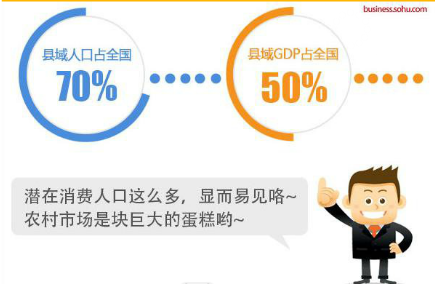 business.sohu.com
县域人口占全国
70%
县域GDP占全国
50%
潜在消费人口这么多，显而易见咯~
农村市场是块巨大的蛋糕哟~